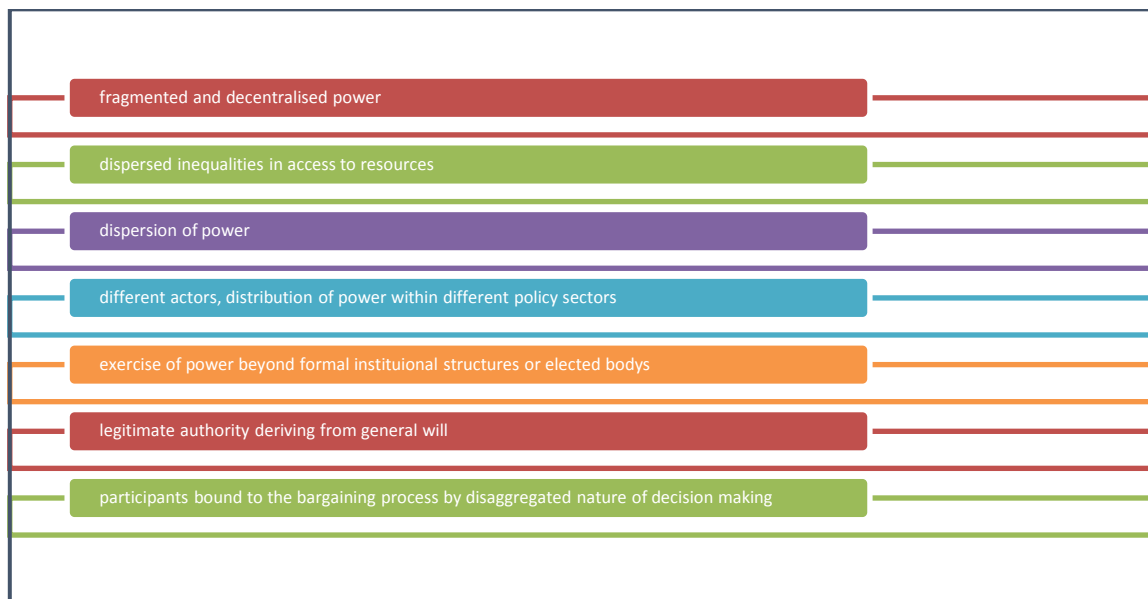 fragmented and decentralised power
dispersed inequalities in access to resources
dispersion of power
different actors, distribution of power within different policy sectors
exercise of power beyond formal instituional structures or elected bodys
legitimate authority deriving from general will
participants bound to the bargaining process by disaggregated nature of decision making